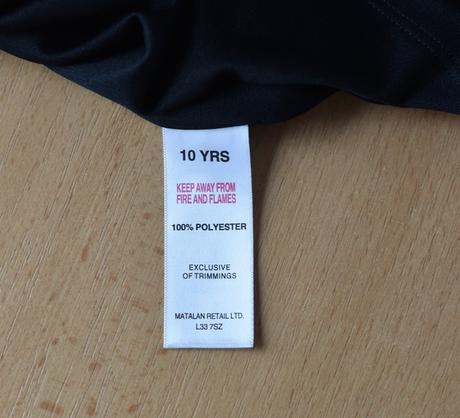 10 YRS
KEEP AWAY FROM
FIRE AND FLAMES
100% POLYESTER
EXCLUSIVE
OF TRIMMINGS
MATALAN RETAIL LTD.
L33 7SZ